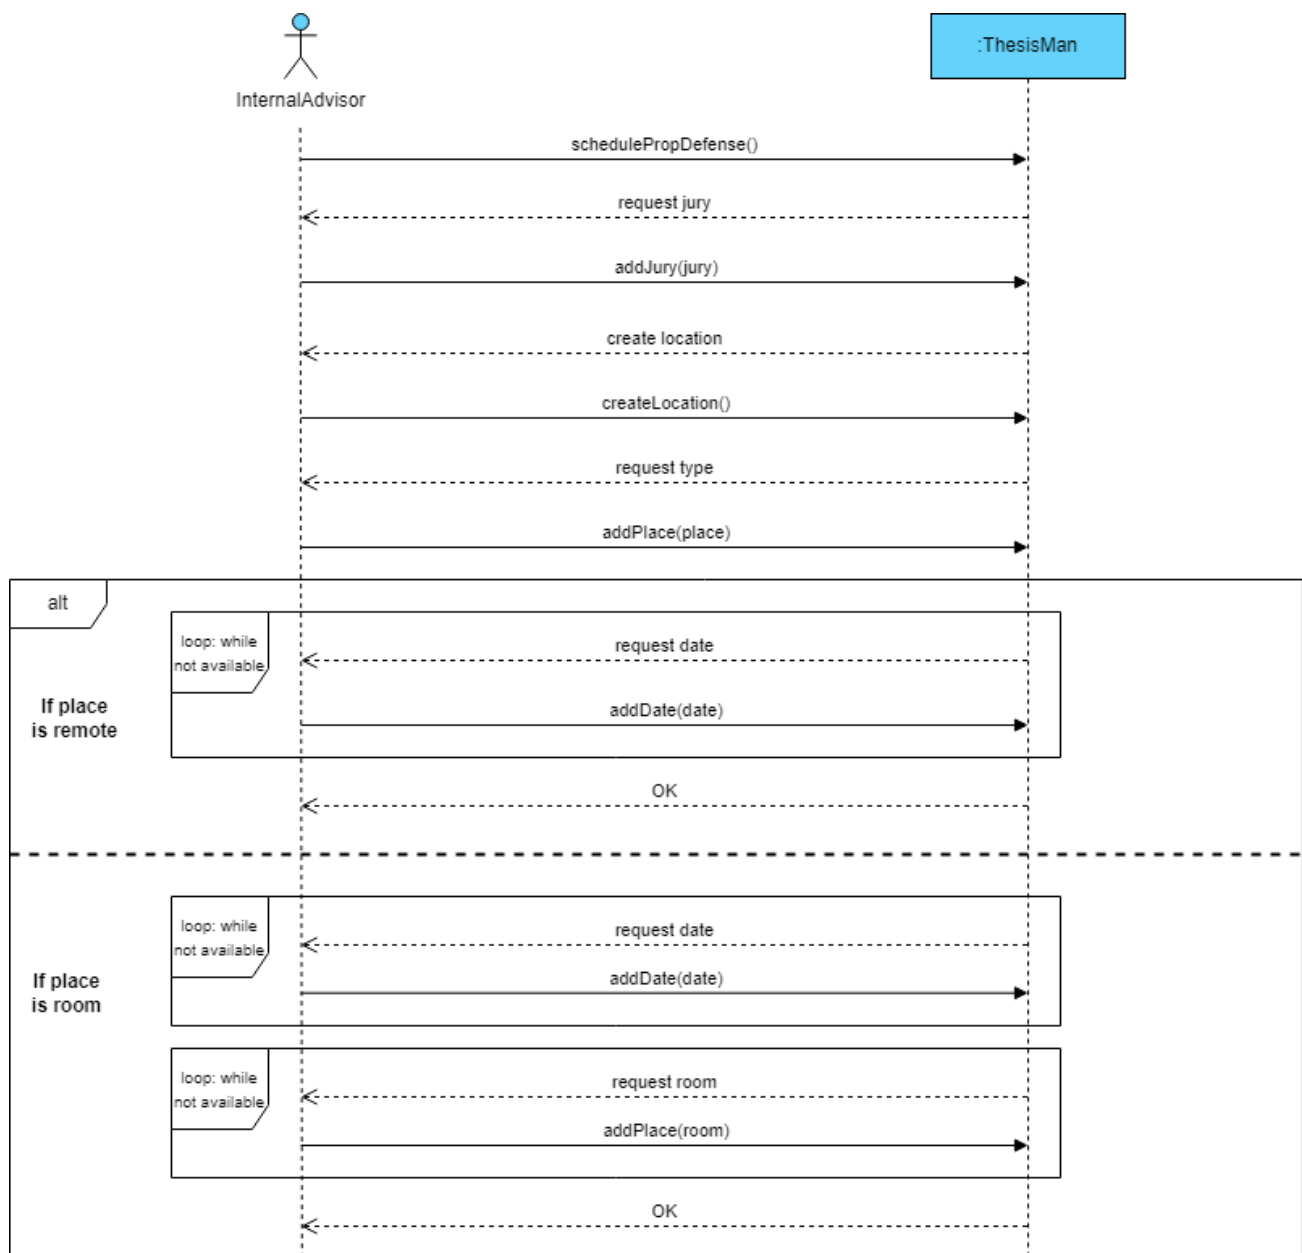 :ThesisMan
InternalAdvisor
schedulePropDefense()
request jury
addJury(jury)
create location
createLocation()
request type
addPlace(place)
alt
loop: while
not available
request date
If place
is remote
addDate(date)
OK
loop: while
not available
request date
If place
is room
addDate(date)
loop: while
not available
request room
addPlace(room)
OK